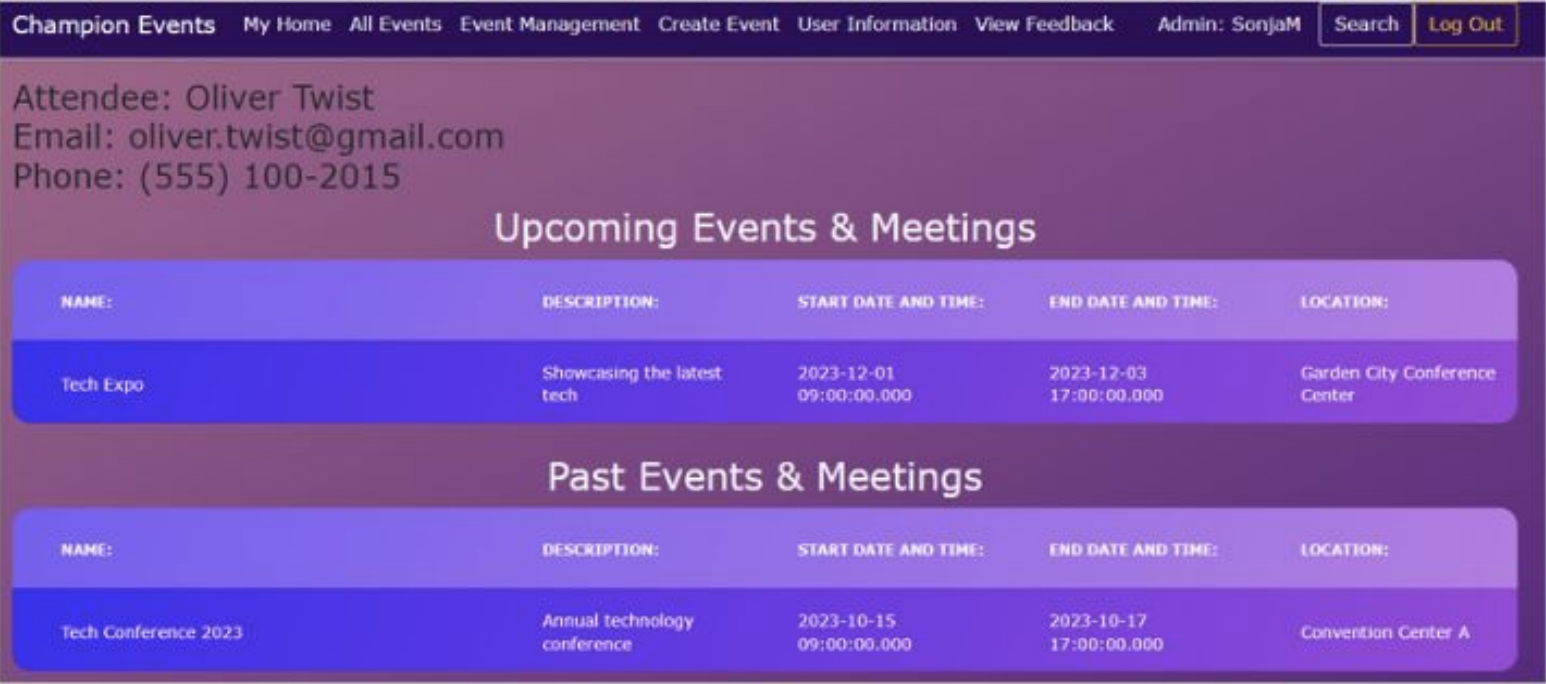 Champion Events My Home All Events Event Management Create Event User Information View Feedback Admin: SonjaM Search Log Out
Attendee: Oliver Twist
Email: oliver.twist@gmail.com
Phone: (555) 100-2015
Upcoming Events & Meetings
NAME: DESCRIPTION: START DATE AND TIME: END DATE AND TIME: LOCATION:
Tech Expo
Showcasing the latest
tech
2023-12-01
09:00:00.000
2023-12-03
17:00:00.000
Garden City Conference
Center
Past Events & Meetings
NAME: DESCRIPTION: START DATE AND TIME: END DATE AND TIME: LOCATION:
Tech Conference 2023
Annual technology
conference
2023-10-15
09:00:00.000
2023-10-17
17:00:00.000
Convention Center A